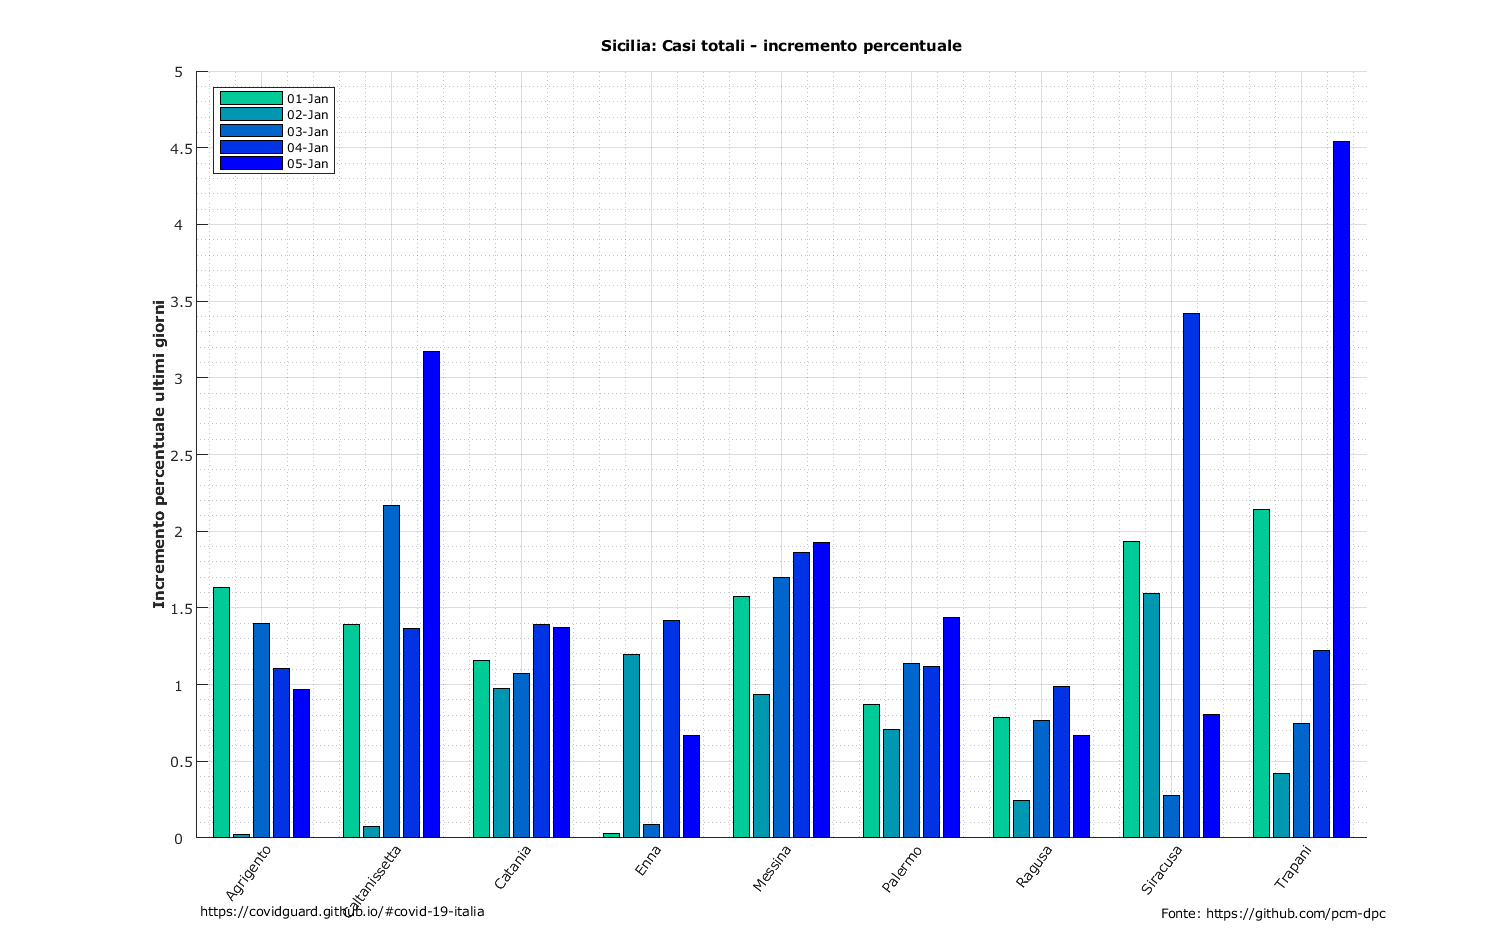 Sicilia: Casi totali - incremento percentuale
5
4.5
4
3.5
3
2.5
2
1.5
1
0.5
0
Incremento percentuale ultimi giorni
01-Jan
02-Jan
03-Jan
04-Jan
05-Jan
Agrigento
Caltanissetta
Catania
Enna
Messina
Palermo
Ragusa
Siracusa
Trapani
https://covidguard.github.io/#covid-19-italia
Fonte: https://github.com/pcm-dpc